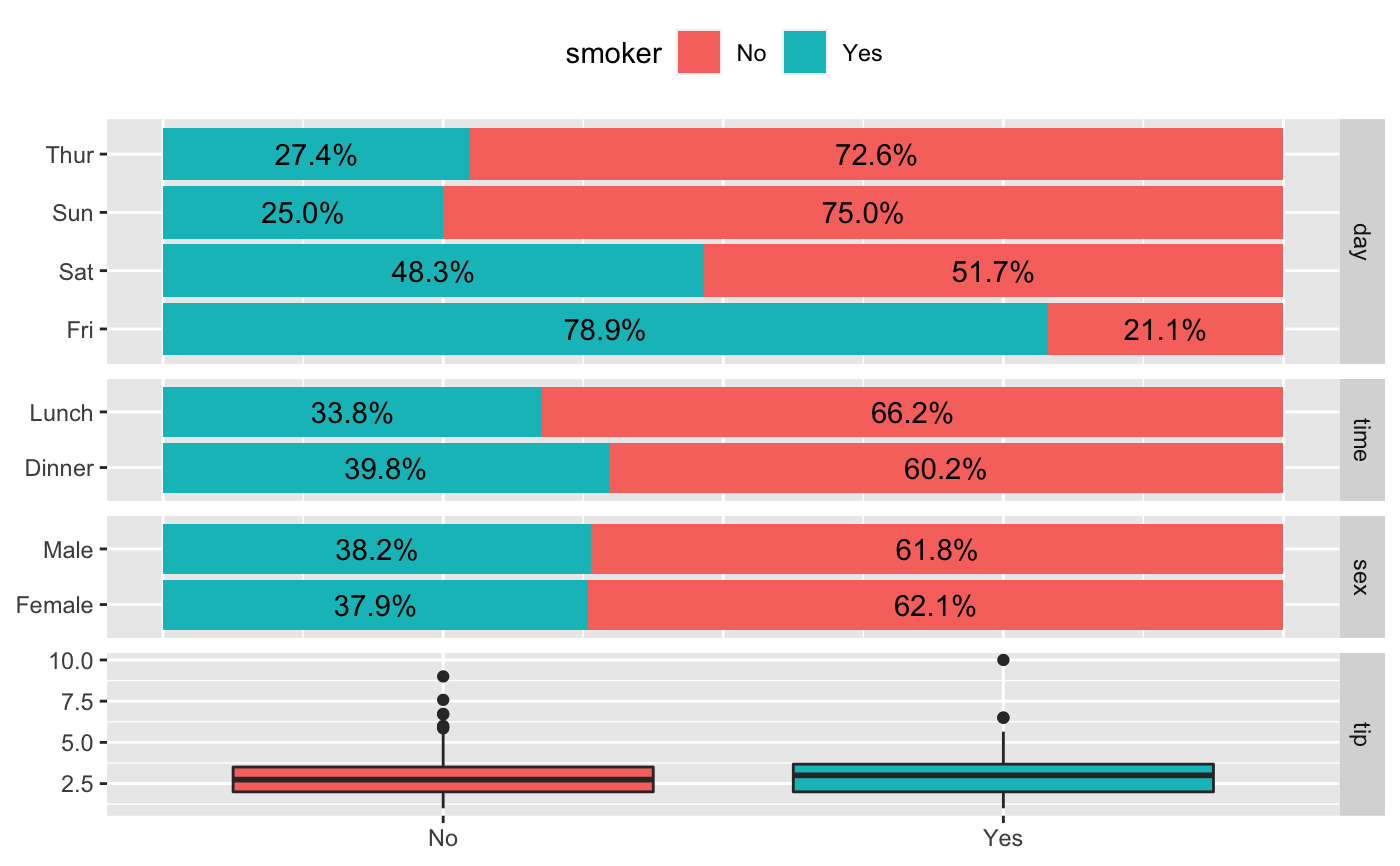 smoker No Yes
Thur 27.4% 72.6%
Sun 25.0% 75.0%
Sat 48.3% 51.7%
Fri 78.9% 21.1%
day
Lunch 33.8% 66.2%
Dinner 39.8% 60.2%
time
Male 38.2% 61.8%
Female 37.9% 62.1%
sex
10.0
7.5
5.0
2.5
tip
No Yes